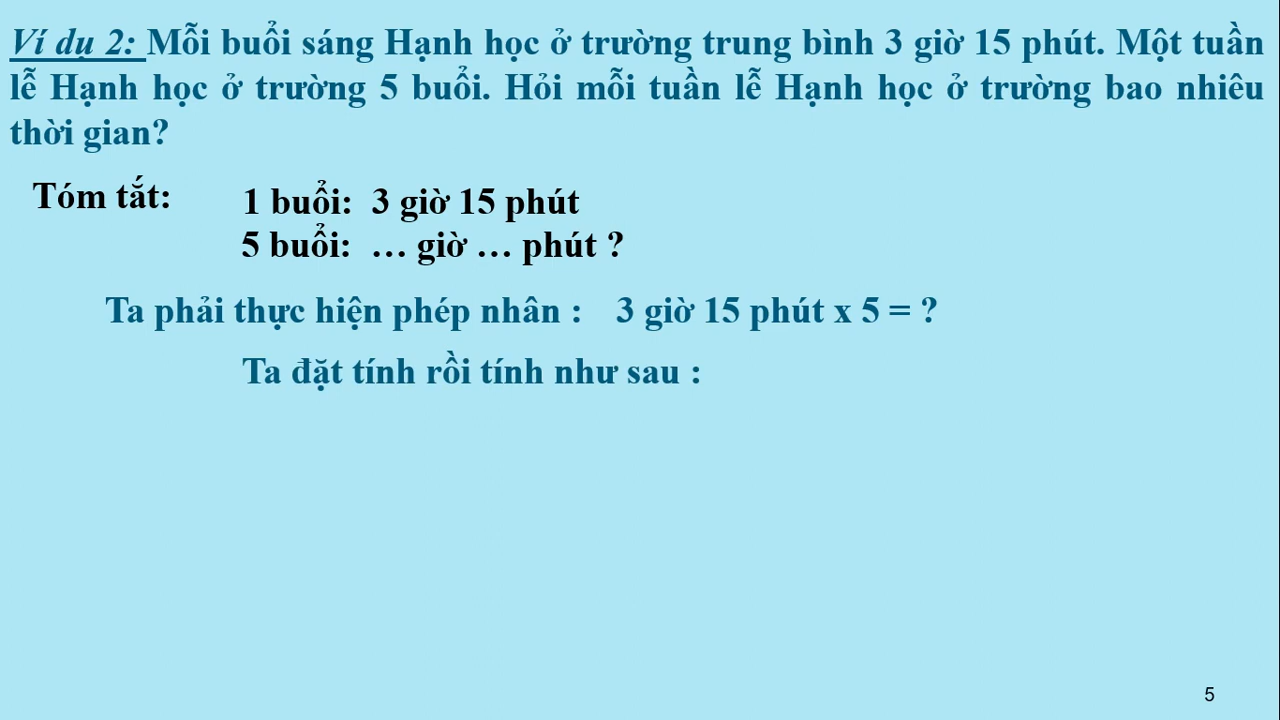 Ví dụ 2: Mỗi buổi sáng Hạnh học ở trường trung bình 3 giờ 15 phút. Một tuần
lễ Hạnh học ở trường 5 buổi. Hỏi mỗi tuần lễ Hạnh học ở trường bao nhiêu
thời gian?
Tóm tắt:
1 buổi: 3 giờ 15 phút
5 buổi: … giờ … phút ?
Ta phải thực hiện phép nhân : 3 giờ 15 phút x 5 = ?
Ta đặt tính rồi tính như sau :
5